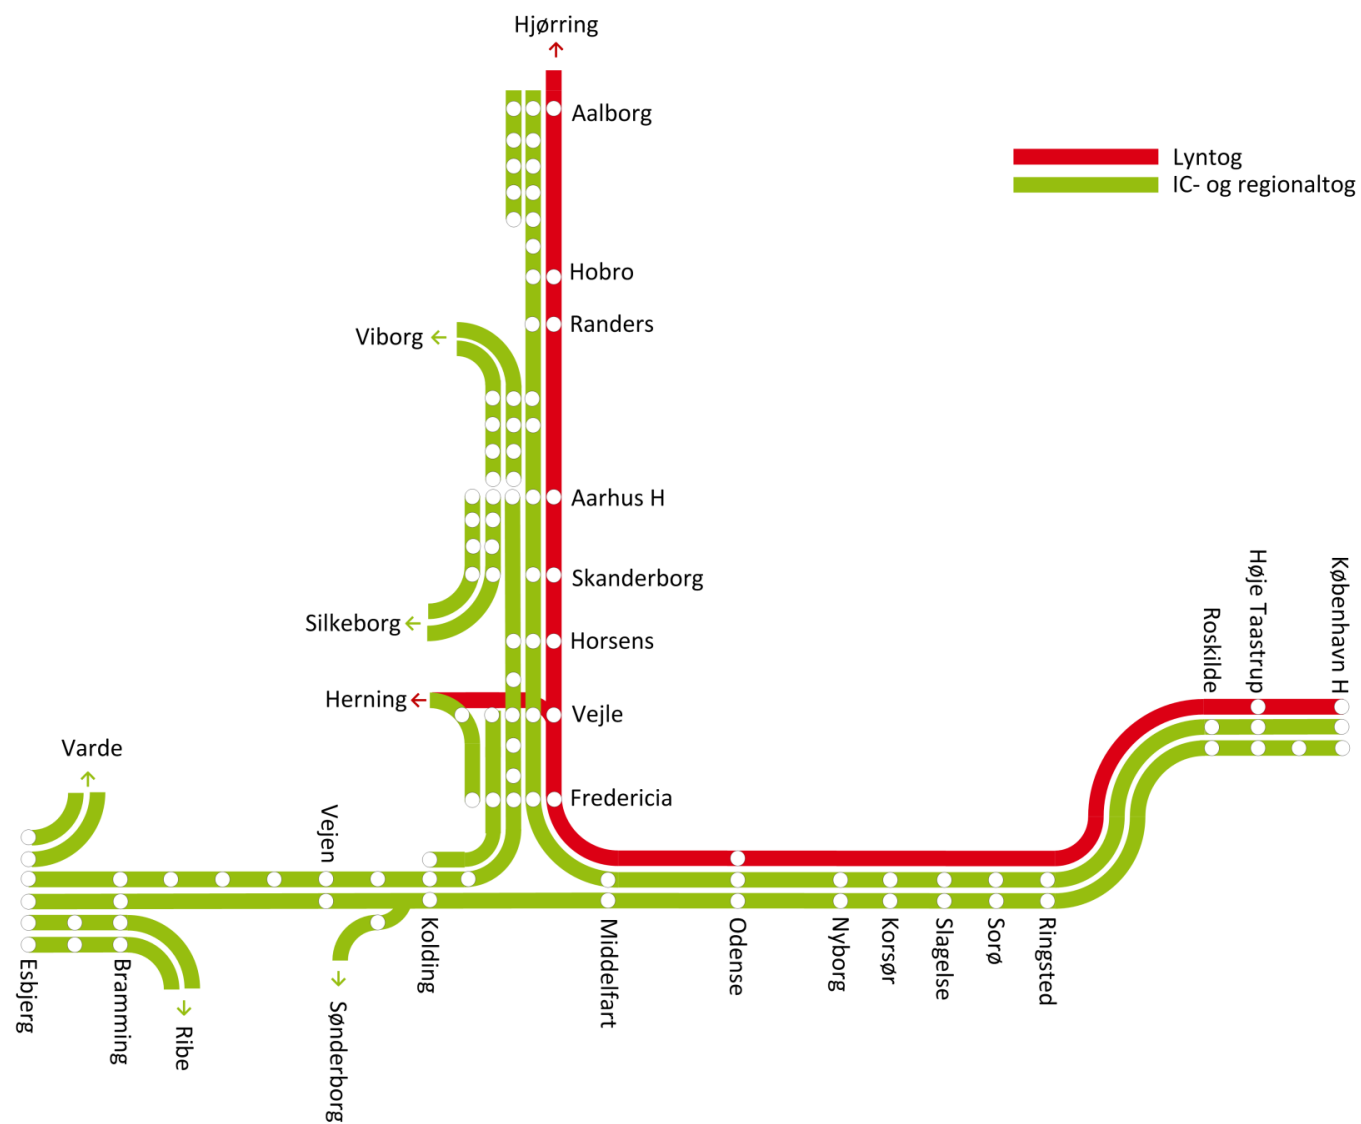 Hjørring
Aalborg
Lyntog
IC- og regionaltog
Hobro
Randers
Viborg
Aarhus H
Skanderborg
Silkeborg
Horsens
Herning
Vejle
Roskilde
Høje Taastrup
København H
Varde
Fredericia
Vejen
Esbjerg
Bramming
Ribe
Sønderborg
Kolding
Middelfart
Odense
Nyborg
Korsør
Slagelse
Sorø
Ringsted